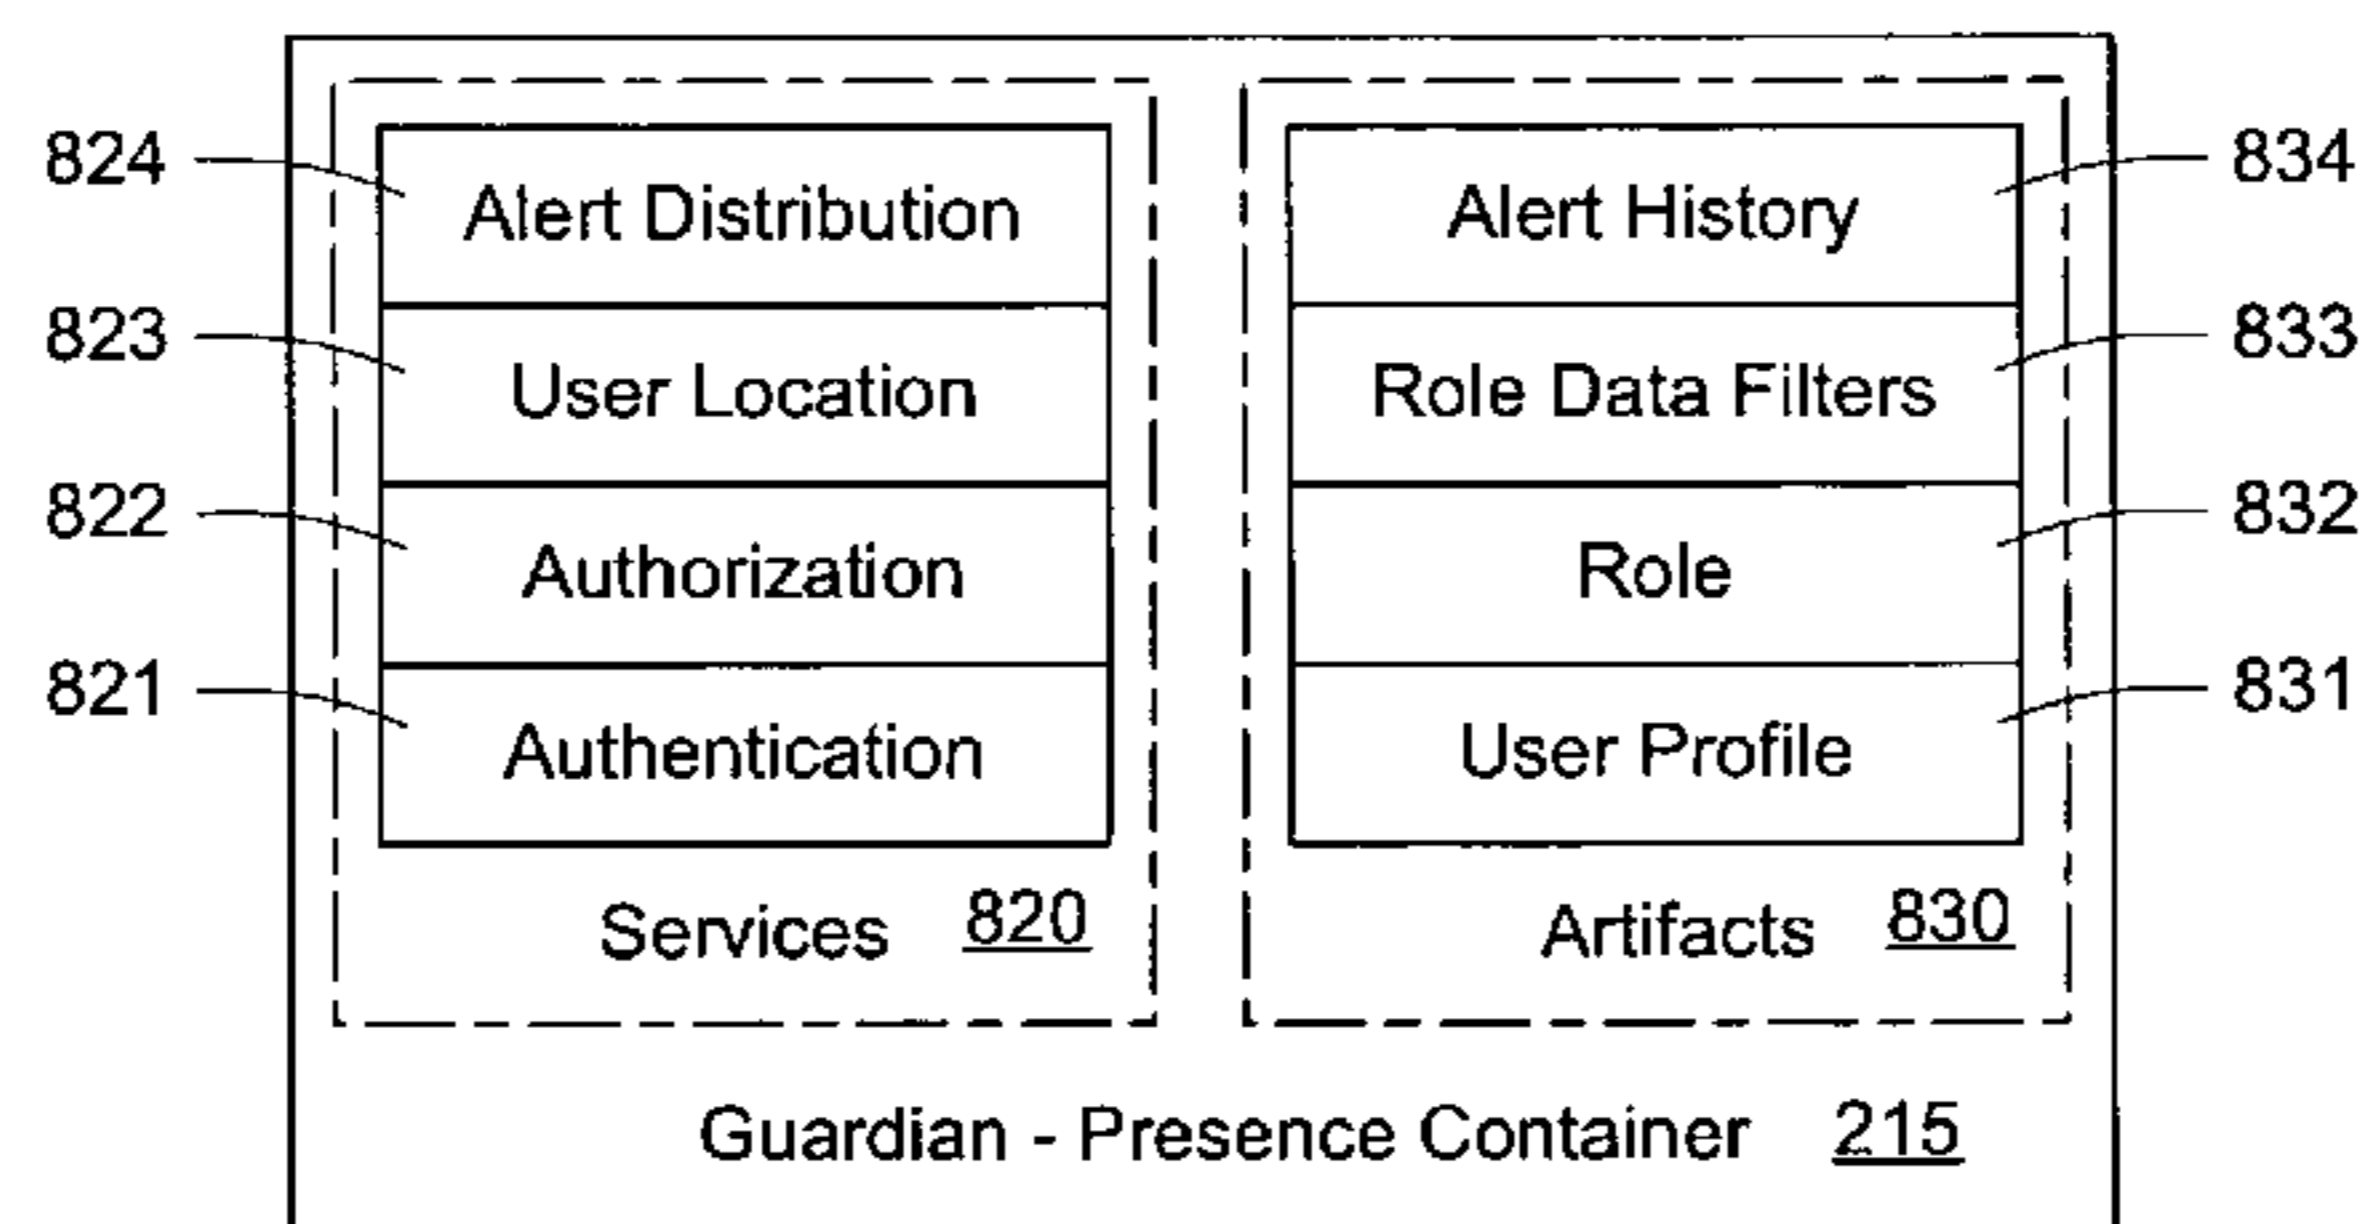 824 Alert Distribution Alert History 834
823 User Location Role Data Filters 833
822 Authorization Role 832
821 Authentication User Profile 831
Services 820 Artifacts 830
Guardian - Presence Container 215